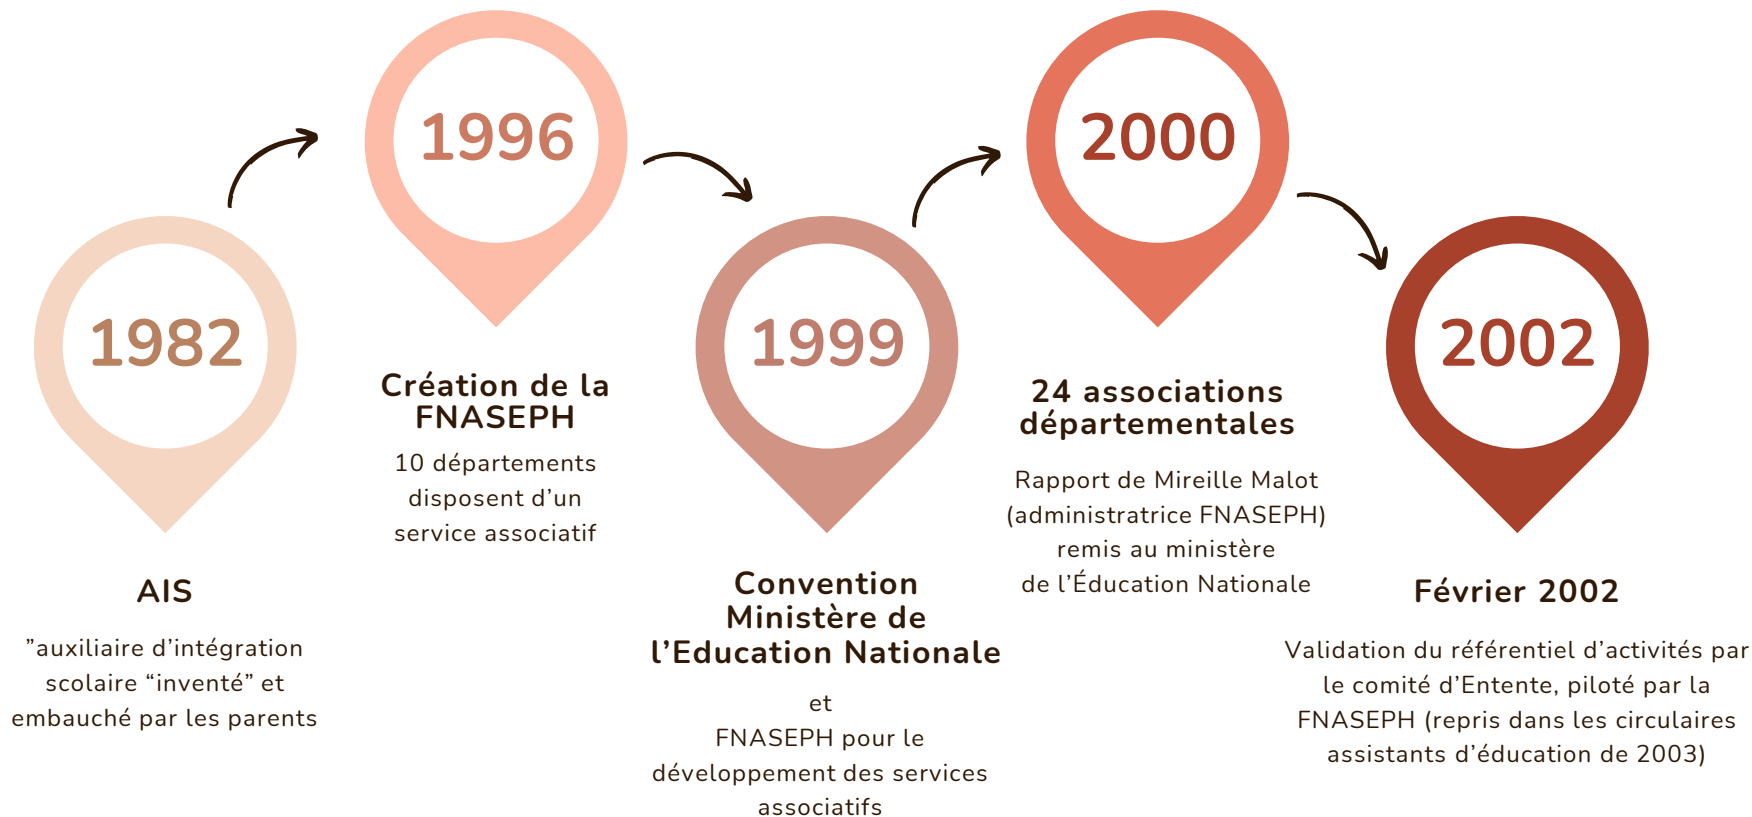 1982
AIS
”auxiliaire d’intégration
scolaire “inventé” et
embauché par les parents
1996
Création de la
FNASEPH
10 départements
disposent d’un
service associatif
1999
Convention
Ministère de
l’Education Nationale
et
FNASEPH pour le
développement des services
associatifs
2000
24 associations
départementales
Rapport de Mireille Malot
(administratrice FNASEPH)
remis au ministère
de l’Éducation Nationale
2002
Février 2002
Validation du référentiel d’activités par
le comité d’Entente, piloté par la
FNASEPH (repris dans les circulaires
assistants d’éducation de 2003)